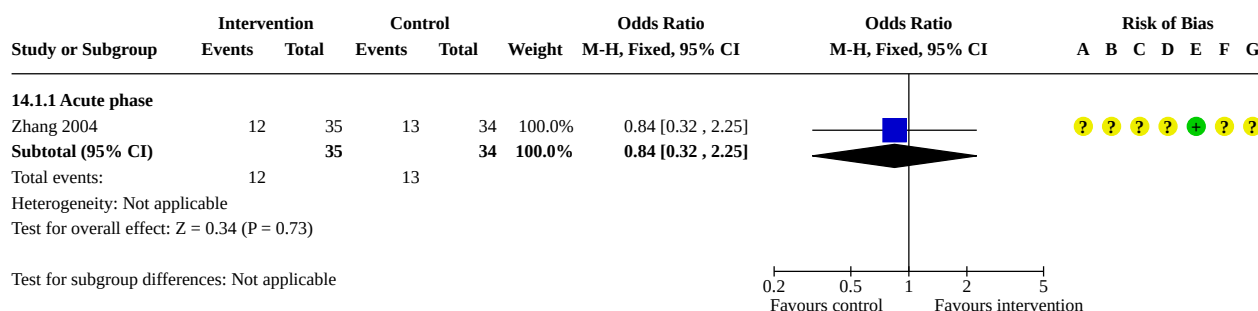 Intervention Control Odds Ratio Odds Ratio Risk of Bias
Study or Subgroup Events Total Events Total Weight M-H, Fixed, 95% CI M-H, Fixed, 95% CI A B C D E F G
14.1.1 Acute phase
Zhang 2004 12 35 13 34 100.0% 0.84 [0.32 , 2.25] ? ? ? ? + ? ?
Subtotal (95% CI) 35 34 100.0% 0.84 [0.32 , 2.25]
Total events: 12 13
Heterogeneity: Not applicable
Test for overall effect: Z = 0.34 (P = 0.73)
Test for subgroup differences: Not applicable
0.2 0.5 1 2 5
Favours control Favours intervention